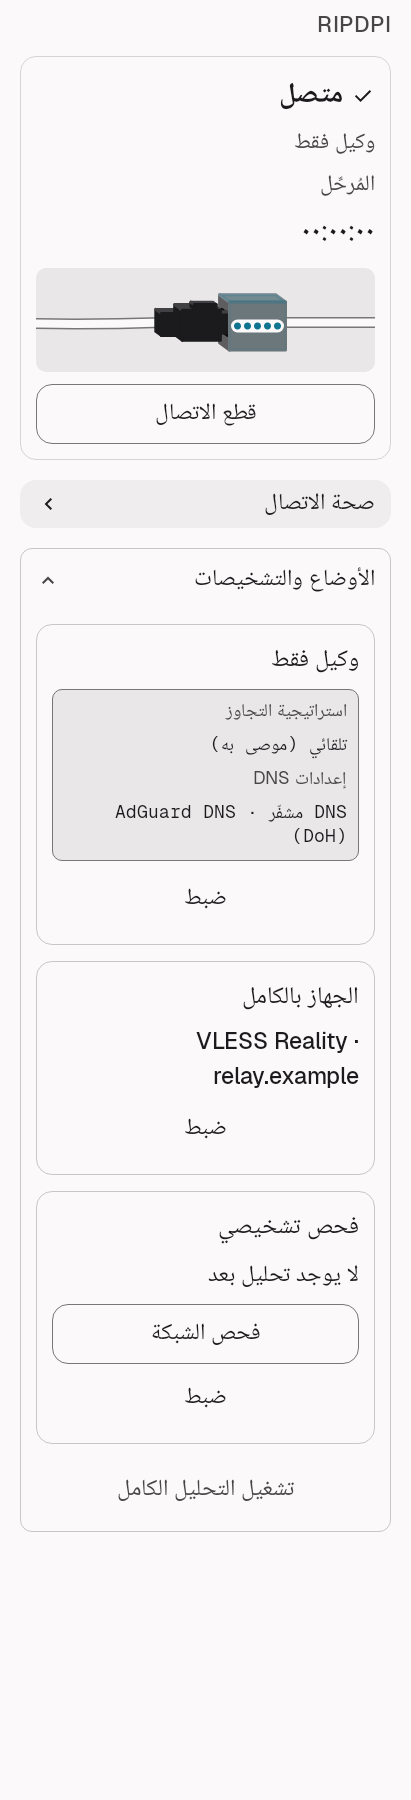 RIPDPI
متصل
وكيل فقط
المُرحِّل
٠٠:٠٠:٠٠
قطع الاتصال
صحة الاتصال
الأوضاع والتشخيصات
وكيل فقط
استراتيجية التجاوز
تلقائي (موصى به)
إعدادات DNS
DNS مشفّر · AdGuard DNS
(DoH)
ضبط
الجهاز بالكامل
VLESS Reality ·
relay.example
ضبط
فحص تشخيصي
لا يوجد تحليل بعد
فحص الشبكة
ضبط
تشغيل التحليل الكامل